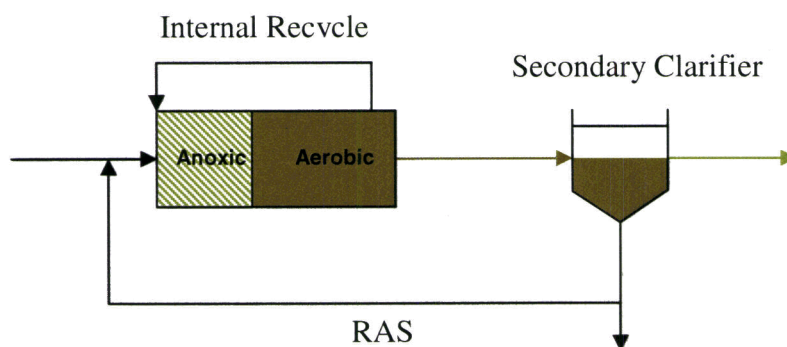 Internal Recvcle
Secondary Clarifier
Anoxic
Aerobic
RAS